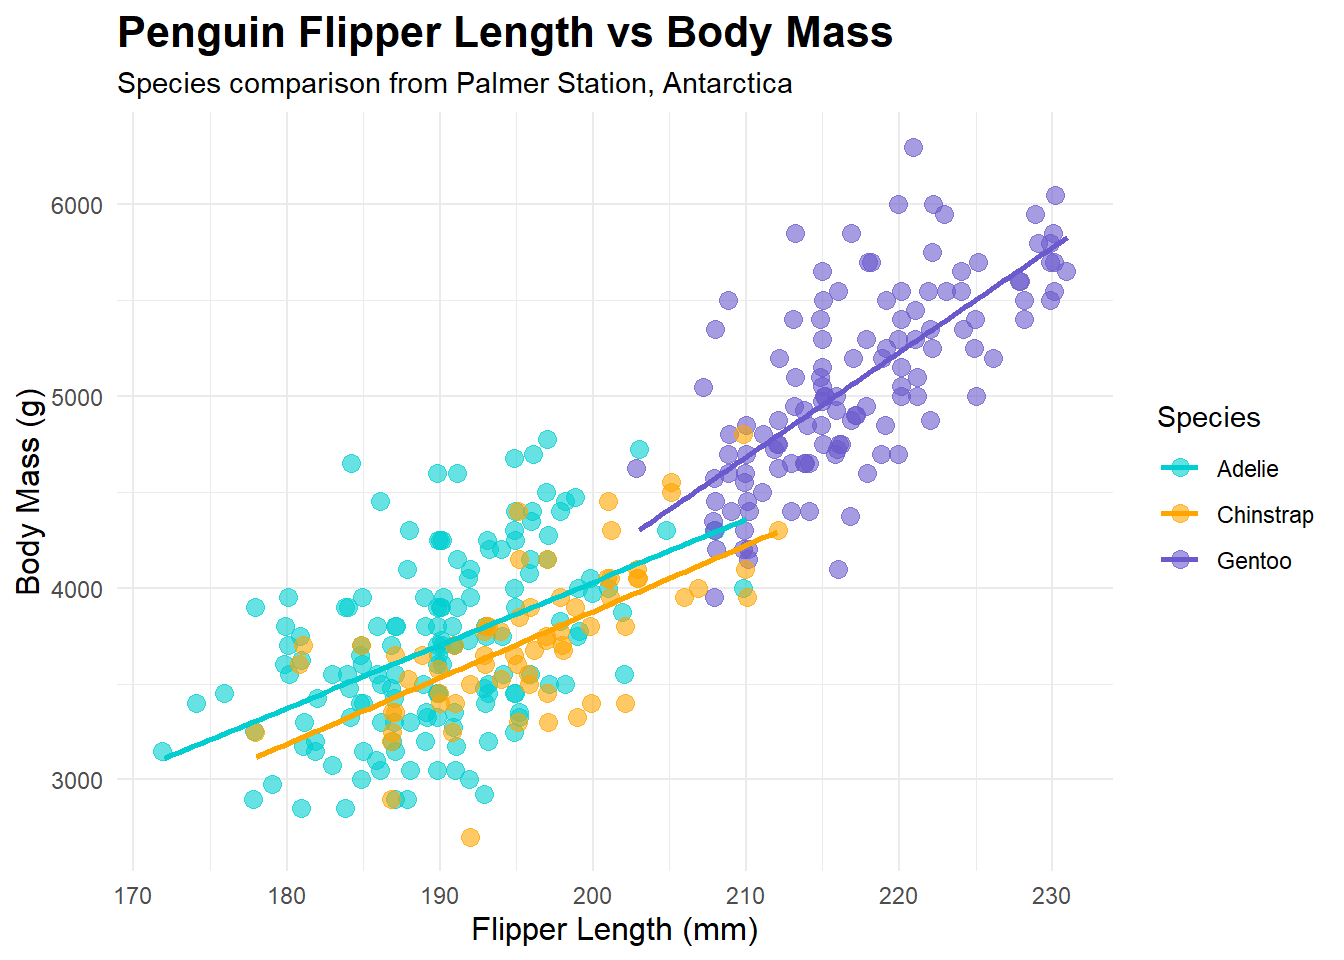 Penguin Flipper Length vs Body Mass
Species comparison from Palmer Station, Antarctica
6000
5000
4000
3000
Body Mass (g)
170 180 190 200 210 220 230
Flipper Length (mm)
Species
Adelie
Chinstrap
Gentoo